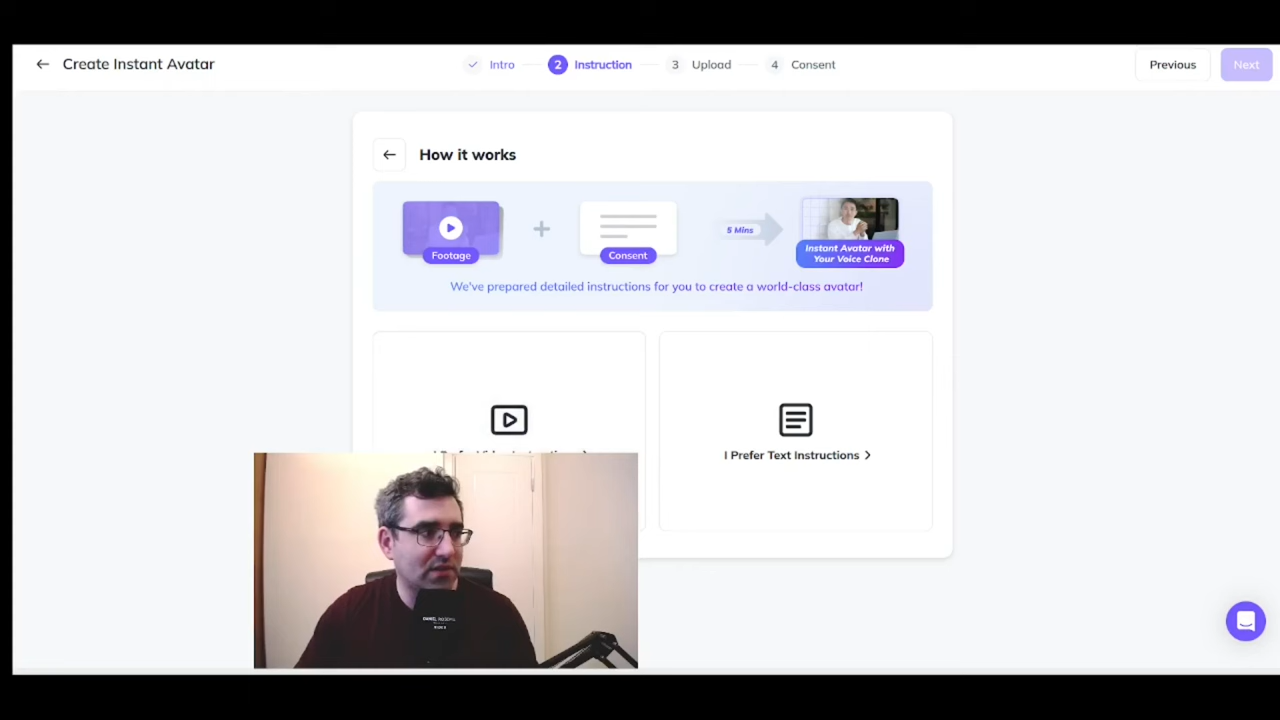 Create Instant Avatar
Intro
2 Instruction
3 Upload
4 Consent
Previous
Next
How it works
Footage
Consent
5 Mins
Instant Avatar with
Your Voice Clone
We've prepared detailed instructions for you to create a world-class avatar!
I Prefer Text Instructions